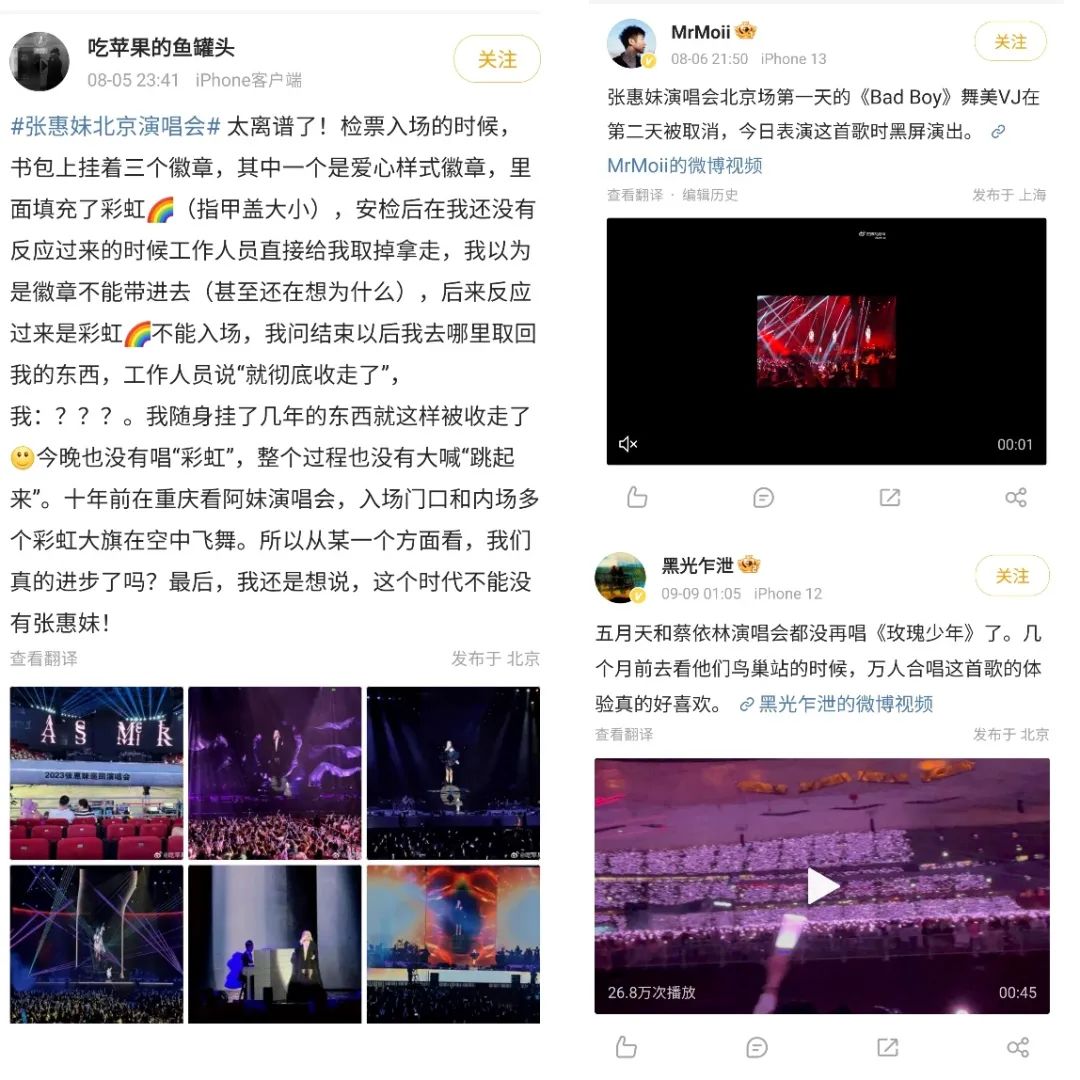 吃苹果的鱼罐头
08-05 23:41 iPhone客户端
关注
#张惠妹北京演唱会# 太离谱了！检票入场的时候，
书包上挂着三个徽章，其中一个是爱心样式徽章，里
面填充了彩虹🌈（指甲盖大小），安检后在我还没有
反应过来的时候工作人员直接给我取掉拿走，我以为
是徽章不能带进去（甚至还在想为什么），后来反应
过来是彩虹🌈不能入场，我问结束以后我去哪里取回
我的东西，工作人员说“就彻底收走了”，
我：？？？。我随身挂了几年的东西就这样被收走了
🙂今晚也没有唱“彩虹”，整个过程也没有大喊“跳起
来”。十年前在重庆看阿妹演唱会，入场门口和内场多
个彩虹大旗在空中飞舞。所以从某一个方面看，我们
真的进步了吗？最后，我还是想说，这个时代不能没
有张惠妹！
查看翻译
发布于 北京
2023张惠妹巡回演唱会
MrMoii
08-06 21:50 iPhone 13
关注
张惠妹演唱会北京场第一天的《Bad Boy》舞美VJ在
第二天被取消，今日表演这首歌时黑屏演出。
MrMoii的微博视频
查看翻译 · 编辑历史
发布于 上海
00:01
黑光乍泄
09-09 01:05 iPhone 12
关注
五月天和蔡依林演唱会都没再唱《玫瑰少年》了。几
个月前去看他们鸟巢站的时候，万人合唱这首歌的体
验真的好喜欢。 黑光乍泄的微博视频
查看翻译
发布于 北京
26.8万次播放
00:45